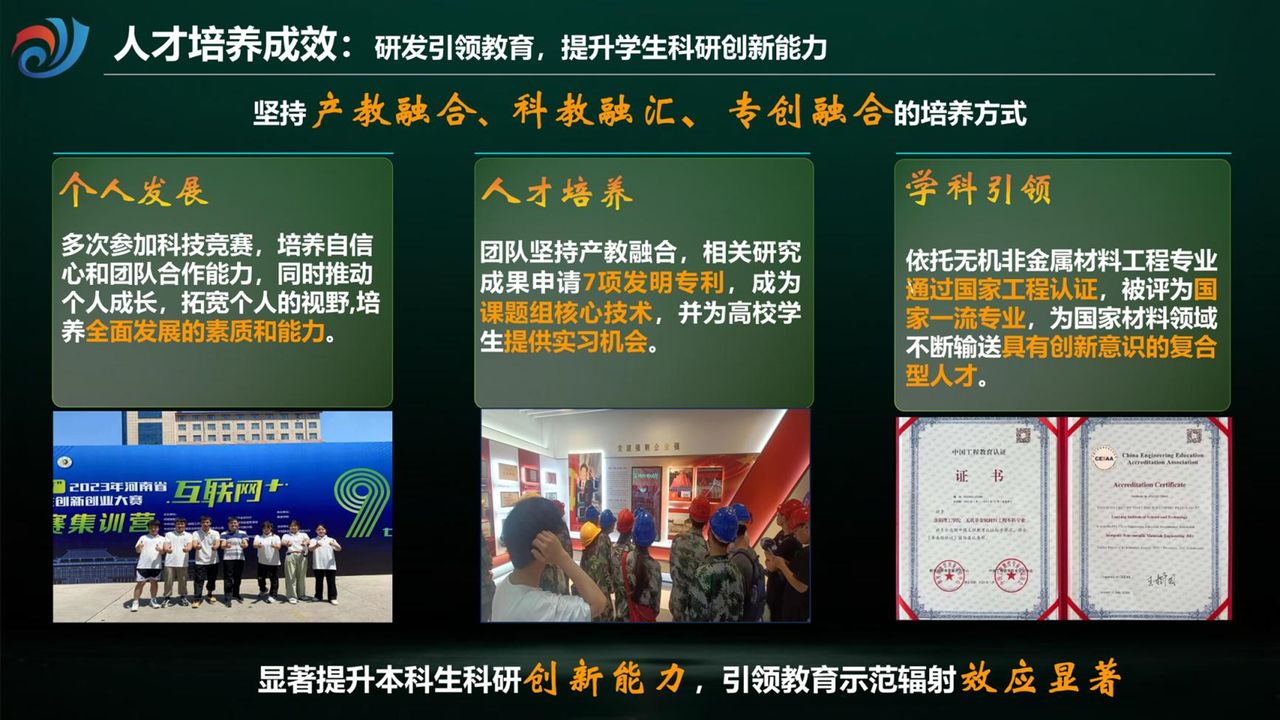 人才培养成效：研发引领教育，提升学生科研创新能力
坚持产教融合、科教融汇、专创融合的培养方式
个人发展
多次参加科技竞赛，培养自信
心和团队合作能力，同时推动
个人成长，拓宽个人的视野,培
养全面发展的素质和能力。
人才培养
团队坚持产教融合，相关研究
成果申请7项发明专利，成为
课题组核心技术，并为高校学
生提供实习机会。
学科引领
依托无机非金属材料工程专业
通过国家工程认证，被评为国
家一流专业，为国家材料领域
不断输送具有创新意识的复合
型人才。
2023年河南省
创新创业大赛
互联网+
赛集训营
9
中国工程教育认证
证书
CEEAA
China Engineering Education
Accreditation Association
Accreditation Certificate
显著提升本科生科研创新能力，引领教育示范辐射效应显著